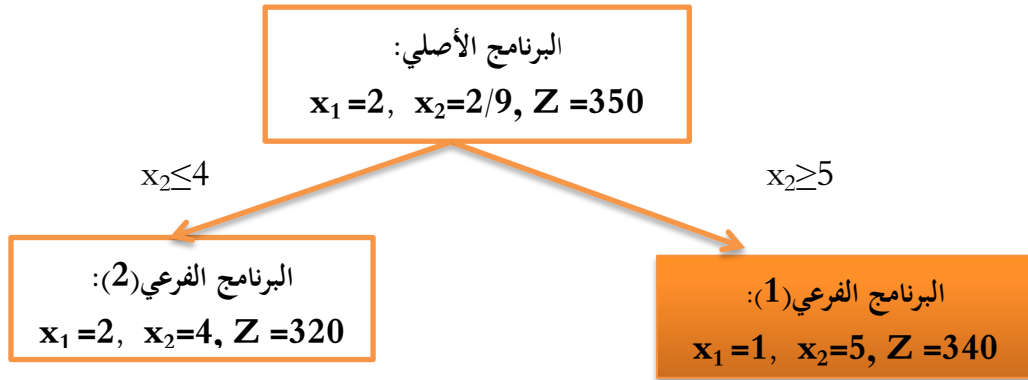 البرنامج الأصلي:
x₁ =2, x₂=2/9, Z =350
x₂≤4
x₂≥5
البرنامج الفرعي(2):
x₁ =2, x₂=4, Z =320
البرنامج الفرعي(1):
x₁ =1, x₂=5, Z =340